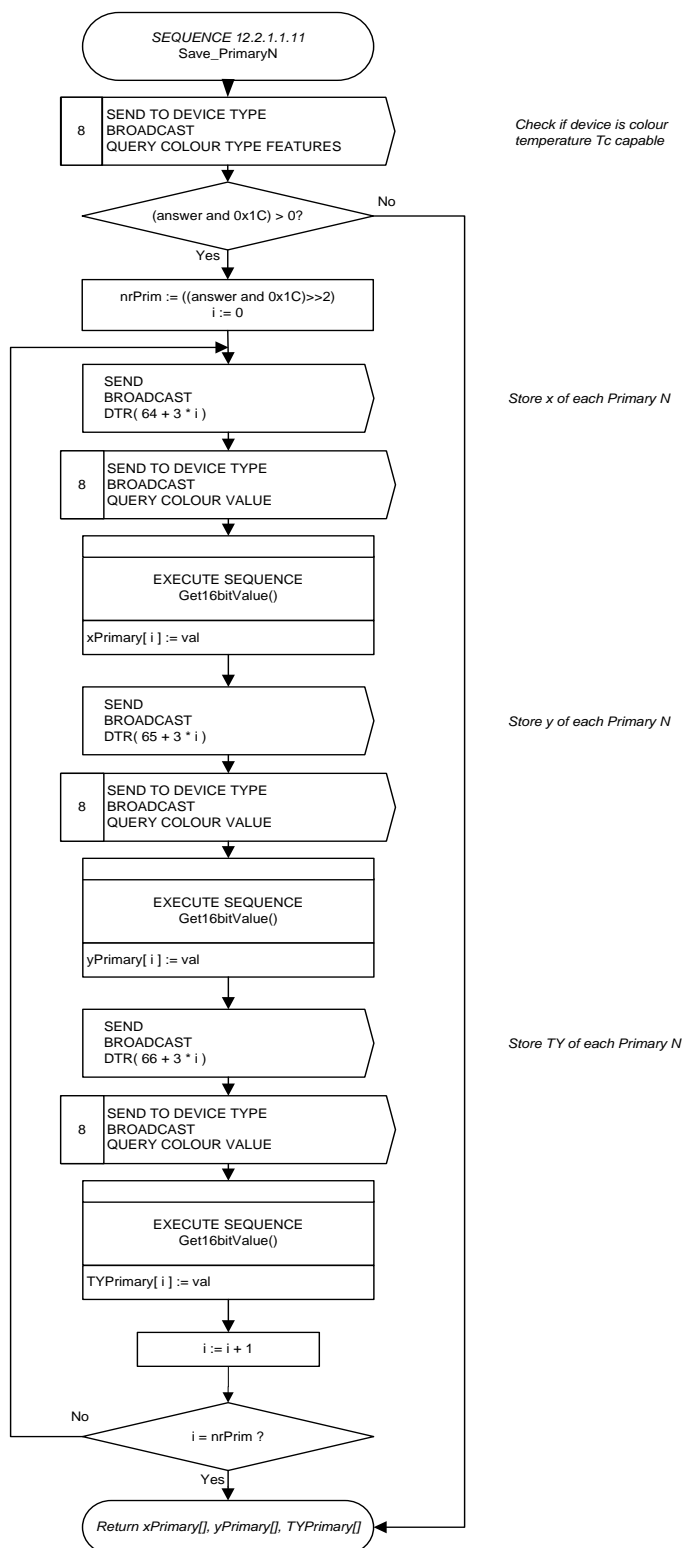 SEQUENCE 12.2.1.1.11
Save_PrimaryN
8
SEND TO DEVICE TYPE
BROADCAST
QUERY COLOUR TYPE FEATURES
Check if device is colour
temperature Tc capable
(answer and 0x1C) > 0?
No
Yes
nrPrim := ((answer and 0x1C)>>2)
i := 0
SEND
BROADCAST
DTR( 64 + 3 * i )
Store x of each Primary N
8
SEND TO DEVICE TYPE
BROADCAST
QUERY COLOUR VALUE
EXECUTE SEQUENCE
Get16bitValue()
xPrimary[ i ] := val
SEND
BROADCAST
DTR( 65 + 3 * i )
Store y of each Primary N
8
SEND TO DEVICE TYPE
BROADCAST
QUERY COLOUR VALUE
EXECUTE SEQUENCE
Get16bitValue()
yPrimary[ i ] := val
SEND
BROADCAST
DTR( 66 + 3 * i )
Store TY of each Primary N
8
SEND TO DEVICE TYPE
BROADCAST
QUERY COLOUR VALUE
EXECUTE SEQUENCE
Get16bitValue()
TYPrimary[ i ] := val
i := i + 1
No
i = nrPrim ?
Yes
Return xPrimary[], yPrimary[], TYPrimary[]